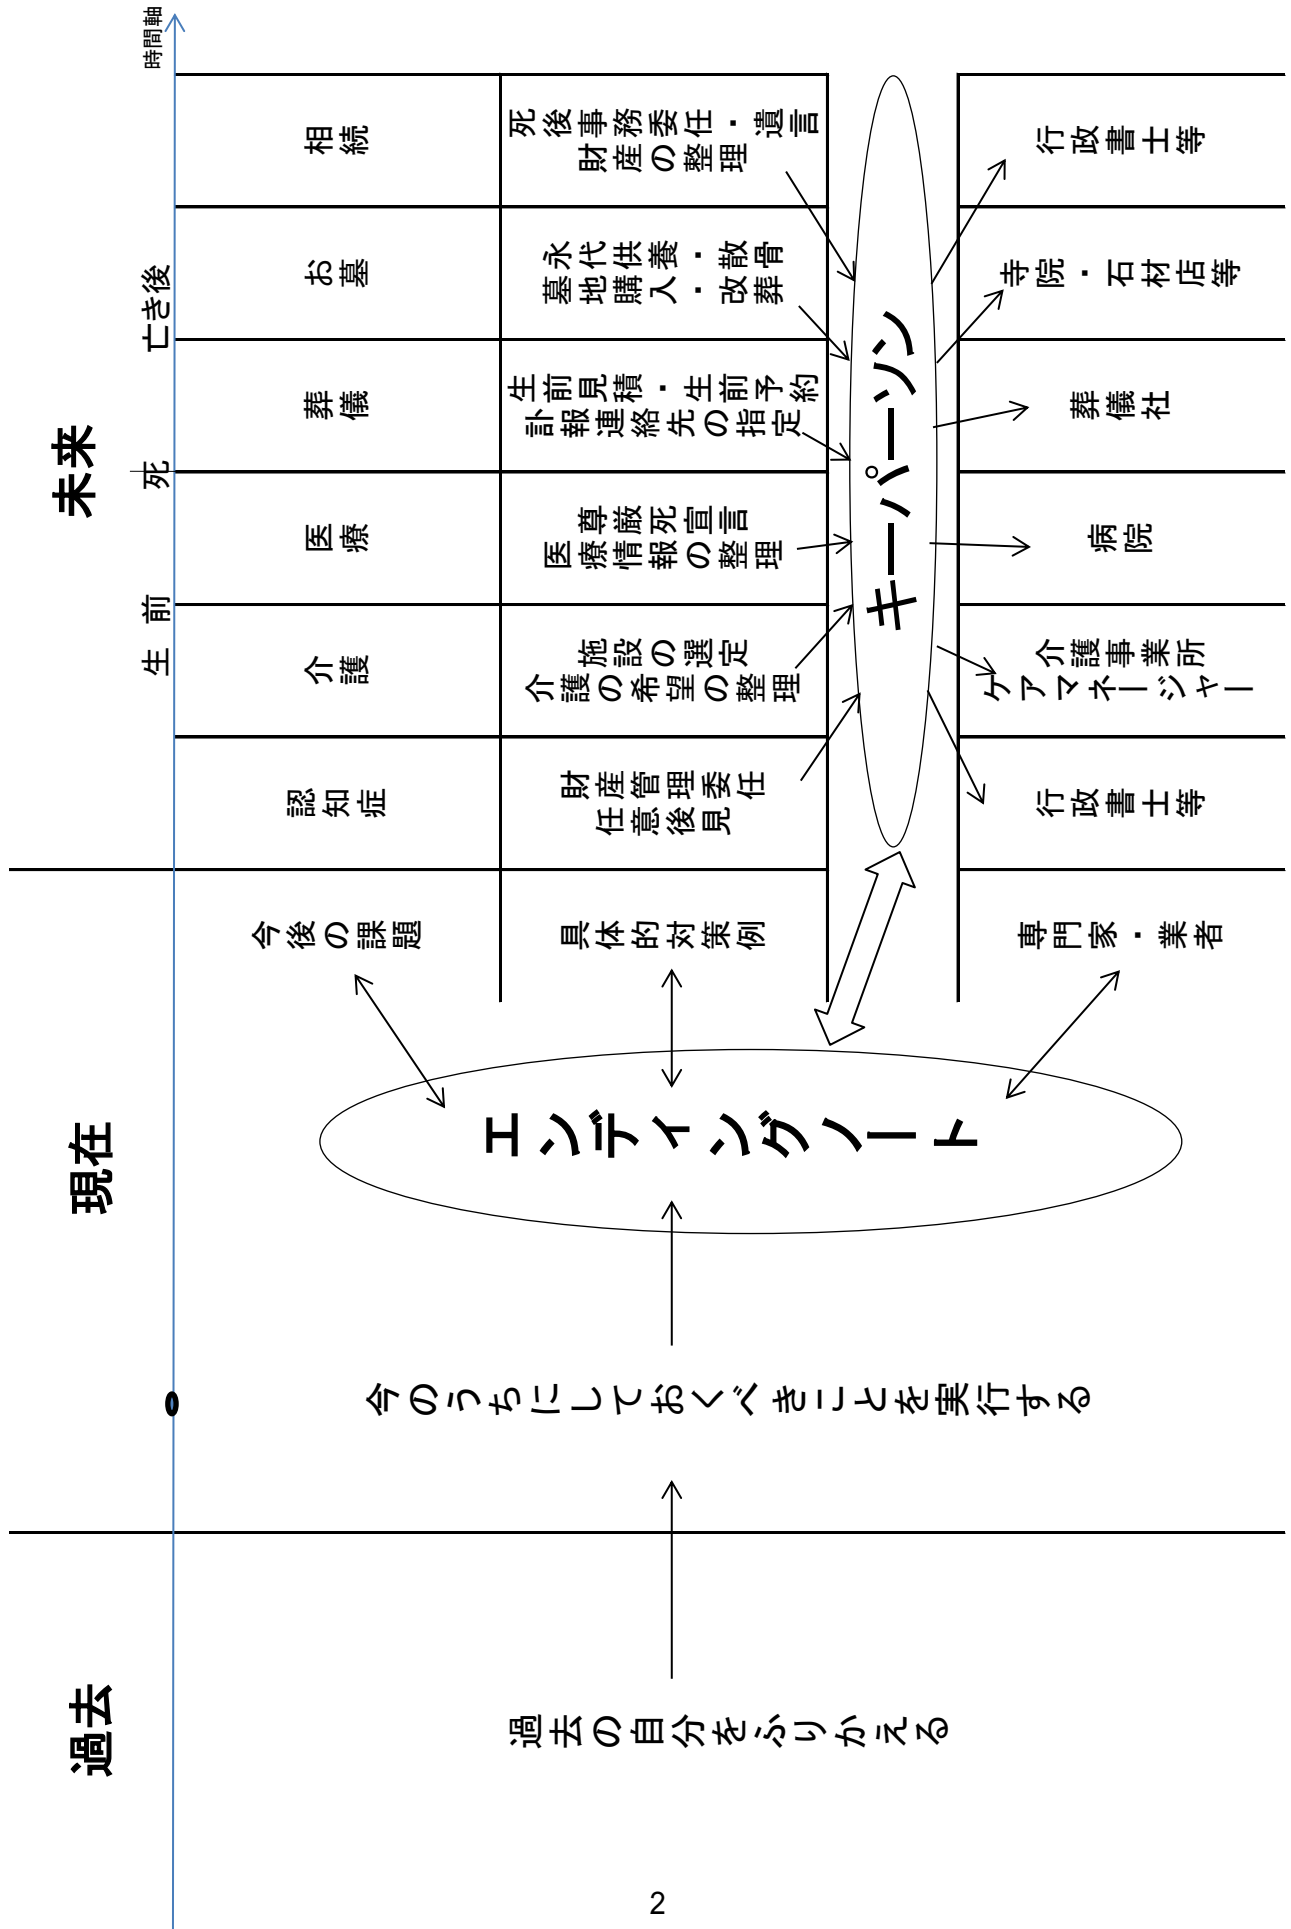 過去
現在
未来
時間軸
生前
死
亡き後
0
過去の自分をふりかえる
今のうちにしておくべきことを実行する
エンディングノート
今後の課題
認知症
介護
医療
葬儀
お墓
相続
具体的対策例
財産管理委任
任意後見
施設の選定
介護の希望の整理
尊厳死宣言
医療情報の整理
生前見積・生前予約
訃報連絡先の指定
永代供養・散骨
墓地購入・改葬
死後事務委任・遺言
財産の整理
キーパーソン
専門家・業者
行政書士等
介護事業所
ケアマネージャー
病院
葬儀社
寺院・石材店等
行政書士等
2